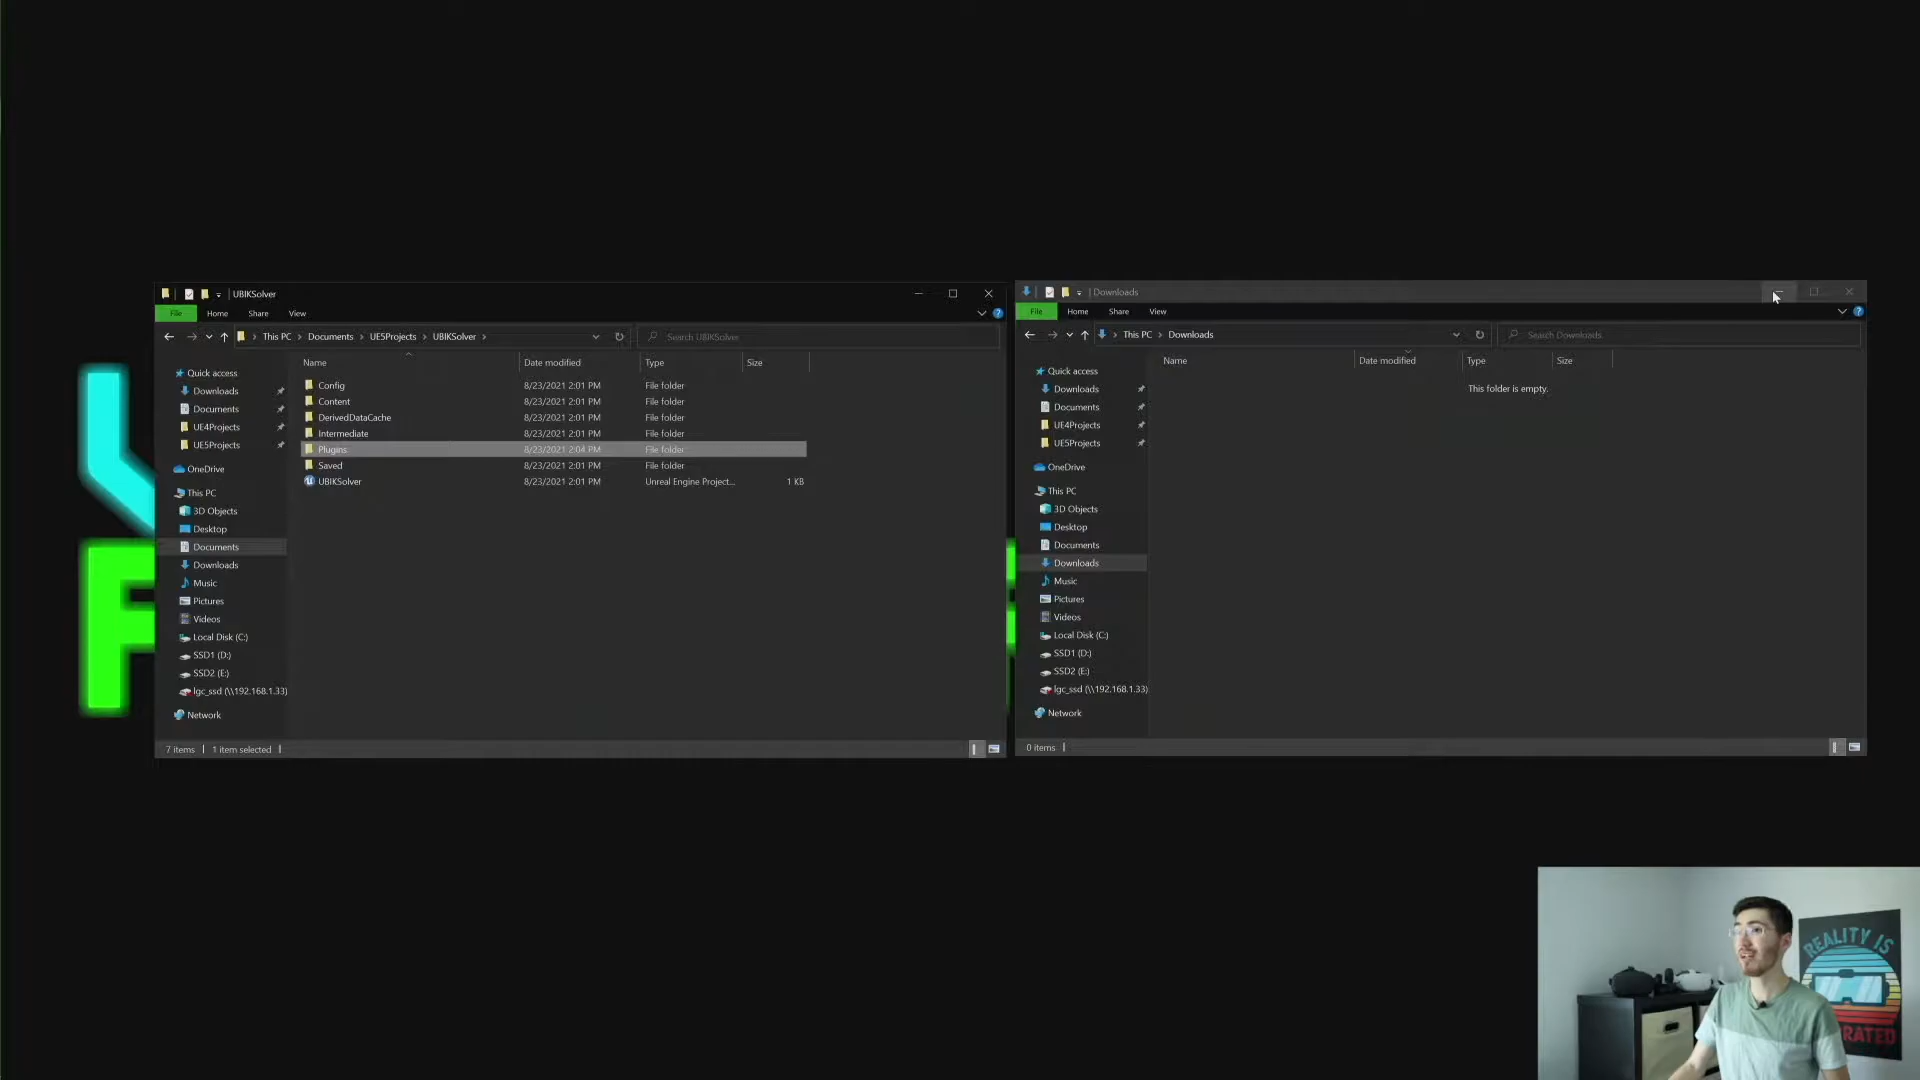 UBIKSolver
File Home Share View
This PC > Documents > UE5Projects > UBIKSolver >
Search UBIKSolver
Name Date modified Type Size
Quick access
Downloads
Documents
UE4Projects
UE5Projects
OneDrive
This PC
3D Objects
Desktop
Documents
Downloads
Music
Pictures
Videos
Local Disk (C:)
SSD1 (D:)
SSD2 (E:)
lgc_ssd (\\192.168.1.33)
Network
Config 8/23/2021 2:01 PM File folder
Content 8/23/2021 2:01 PM File folder
DerivedDataCache 8/23/2021 2:01 PM File folder
Intermediate 8/23/2021 2:01 PM File folder
Plugins 8/23/2021 2:04 PM File folder
Saved 8/23/2021 2:01 PM File folder
UBIKSolver 8/23/2021 2:01 PM Unreal Engine Project... 1 KB
7 items 1 item selected
Downloads
File Home Share View
This PC > Downloads
Search Downloads
Name Date modified Type Size
This folder is empty.
Quick access
Downloads
Documents
UE4Projects
UE5Projects
OneDrive
This PC
3D Objects
Desktop
Documents
Downloads
Music
Pictures
Videos
Local Disk (C:)
SSD1 (D:)
SSD2 (E:)
lgc_ssd (\\192.168.1.33)
Network
0 items
REALITY IS